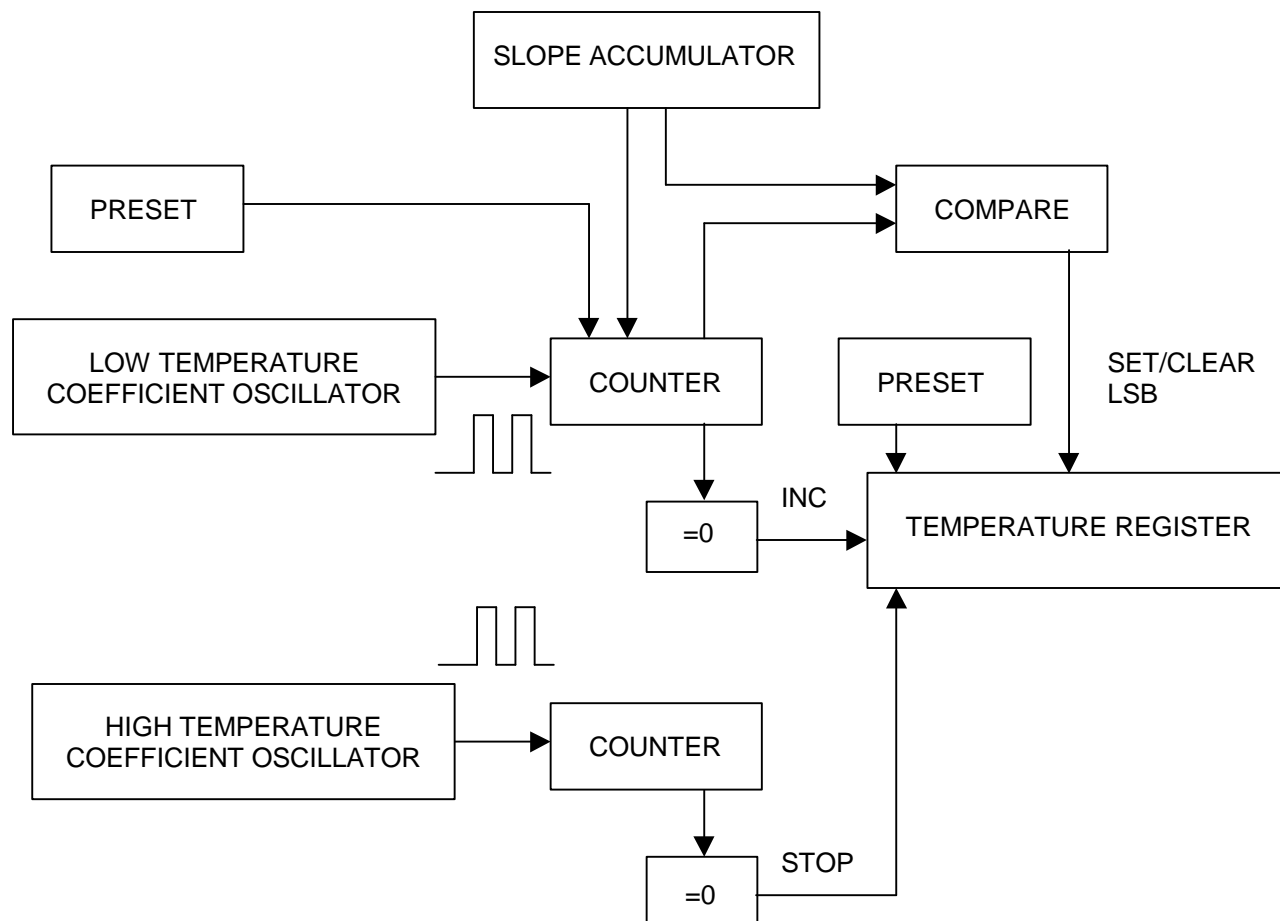 SLOPE ACCUMULATOR
PRESET
COMPARE
LOW TEMPERATURE
COEFFICIENT OSCILLATOR
COUNTER
PRESET
SET/CLEAR
LSB
=0
INC
TEMPERATURE REGISTER
HIGH TEMPERATURE
COEFFICIENT OSCILLATOR
COUNTER
=0
STOP